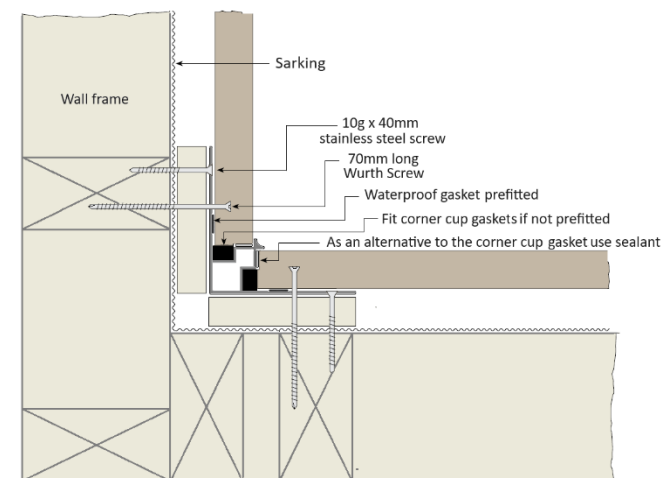 Sarking
Wall frame
10g x 40mm
stainless steel screw
70mm long
Wurth Screw
Waterproof gasket prefitted
Fit corner cup gaskets if not prefitted
As an alternative to the corner cup gasket use sealant